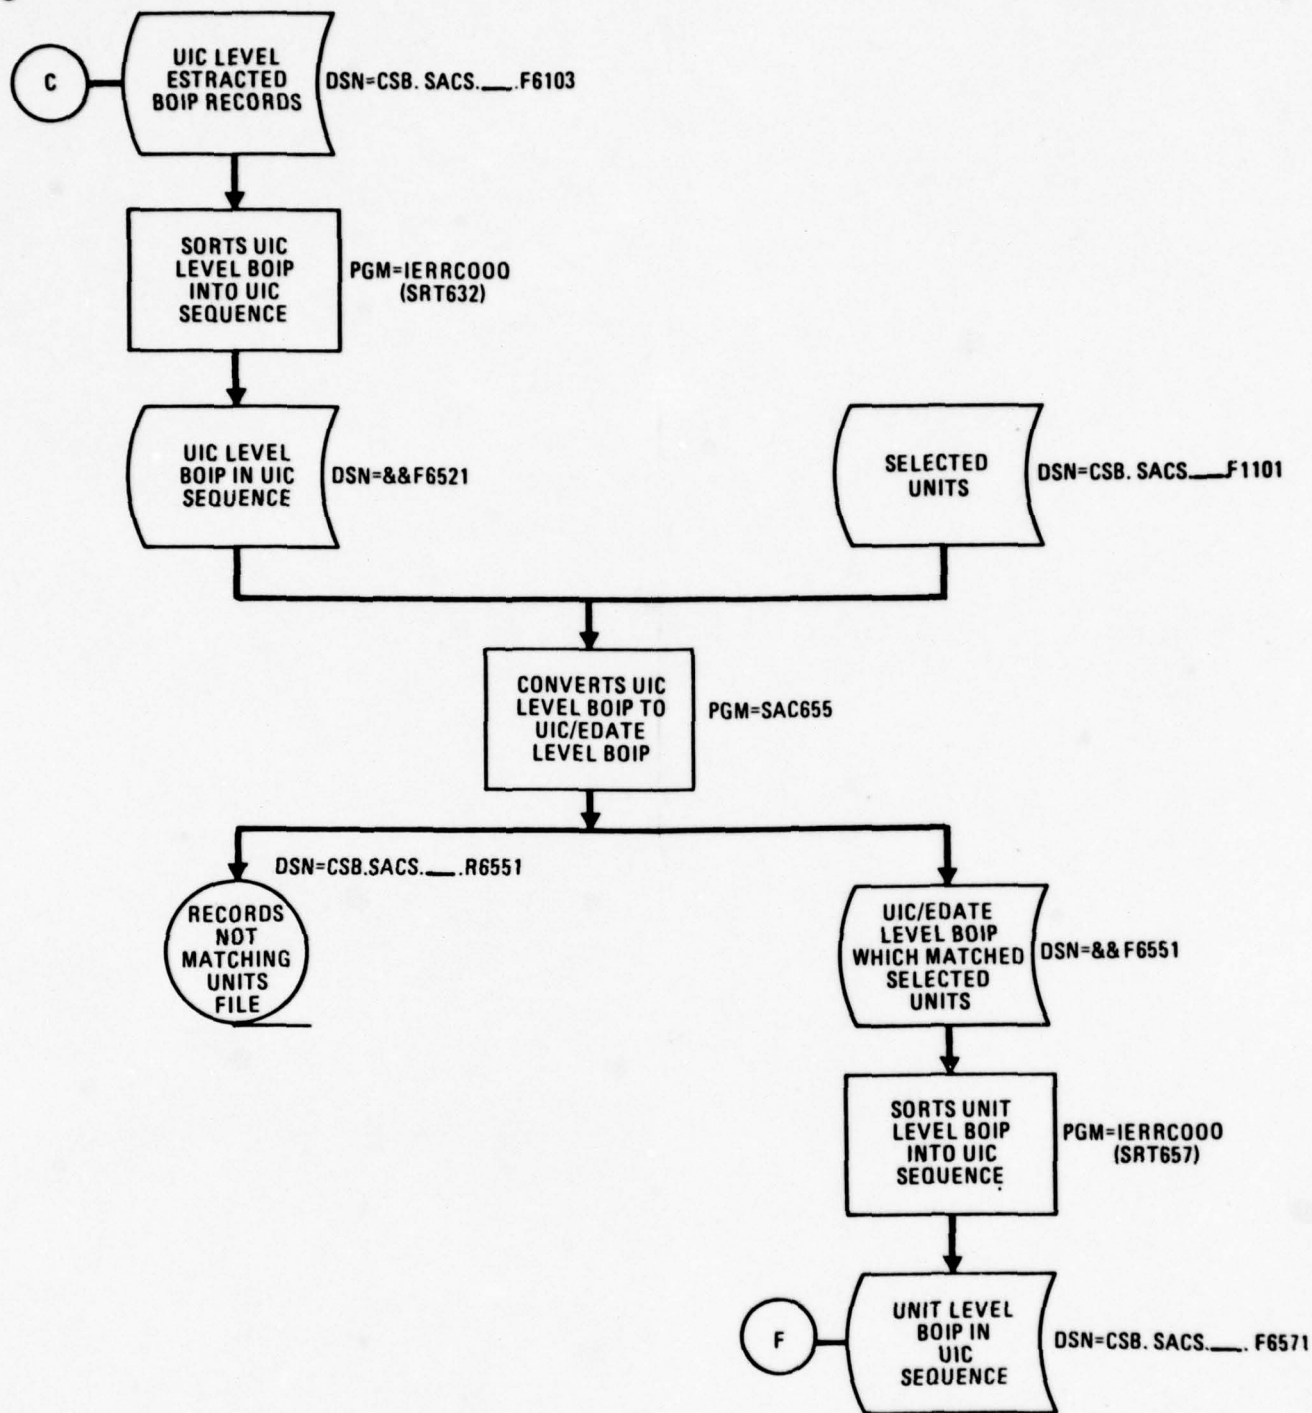 C
UIC LEVEL
ESTRACTED
BOIP RECORDS
DSN=CSB. SACS.___.F6103
SORTS UIC
LEVEL BOIP
INTO UIC
SEQUENCE
PGM=IERRC000
(SRT632)
UIC LEVEL
BOIP IN UIC
SEQUENCE
DSN=&&F6521
SELECTED
UNITS
DSN=CSB. SACS.___.F1101
CONVERTS UIC
LEVEL BOIP TO
UIC/EDATE
LEVEL BOIP
PGM=SAC655
DSN=CSB.SACS.___.R6551
RECORDS
NOT
MATCHING
UNITS
FILE
UIC/EDATE
LEVEL BOIP
WHICH MATCHED
SELECTED
UNITS
DSN=&&F6551
SORTS UNIT
LEVEL BOIP
INTO UIC
SEQUENCE
PGM=IERRC000
(SRT657)
F
UNIT LEVEL
BOIP IN
UIC
SEQUENCE
DSN=CSB. SACS.___. F6571